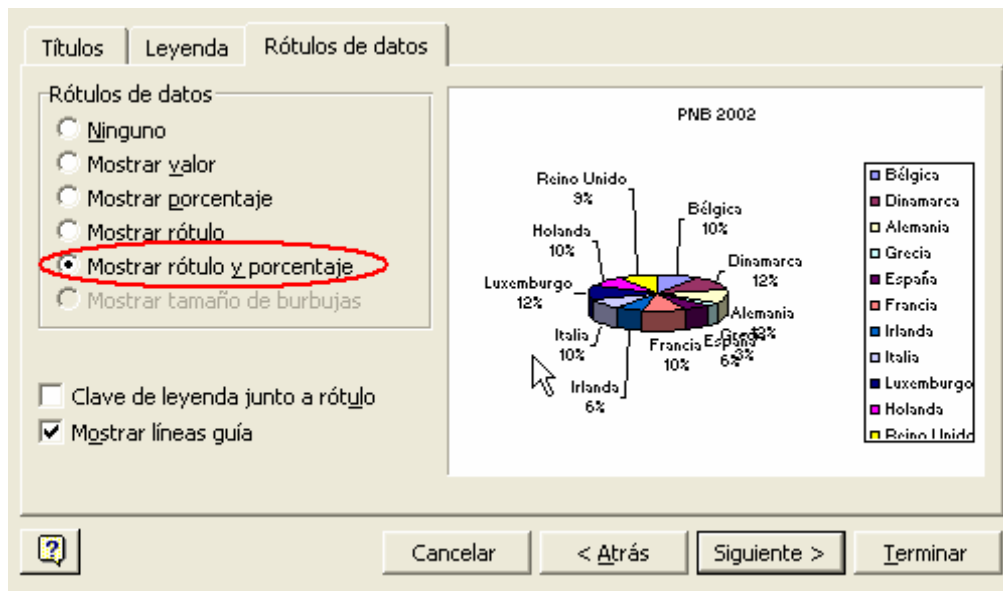 Títulos
Leyenda
Rótulos de datos
Rótulos de datos
Ninguno
Mostrar valor
Mostrar porcentaje
Mostrar rótulo
Mostrar rótulo y porcentaje
Mostrar tamaño de burbujas
Clave de leyenda junto a rótulo
Mostrar líneas guía
PNB 2002
Reino Unido
9%
Bélgica
10%
Holanda
10%
Dinamarca
12%
Luxemburgo
12%
Alemania
Italia
10%
Francia
10%
España
6%
3%
Irlanda
6%
Bélgica
Dinamarca
Alemania
Grecia
España
Francia
Irlanda
Italia
Luxemburgo
Holanda
Reino Unido
Cancelar
< Atrás
Siguiente >
Terminar